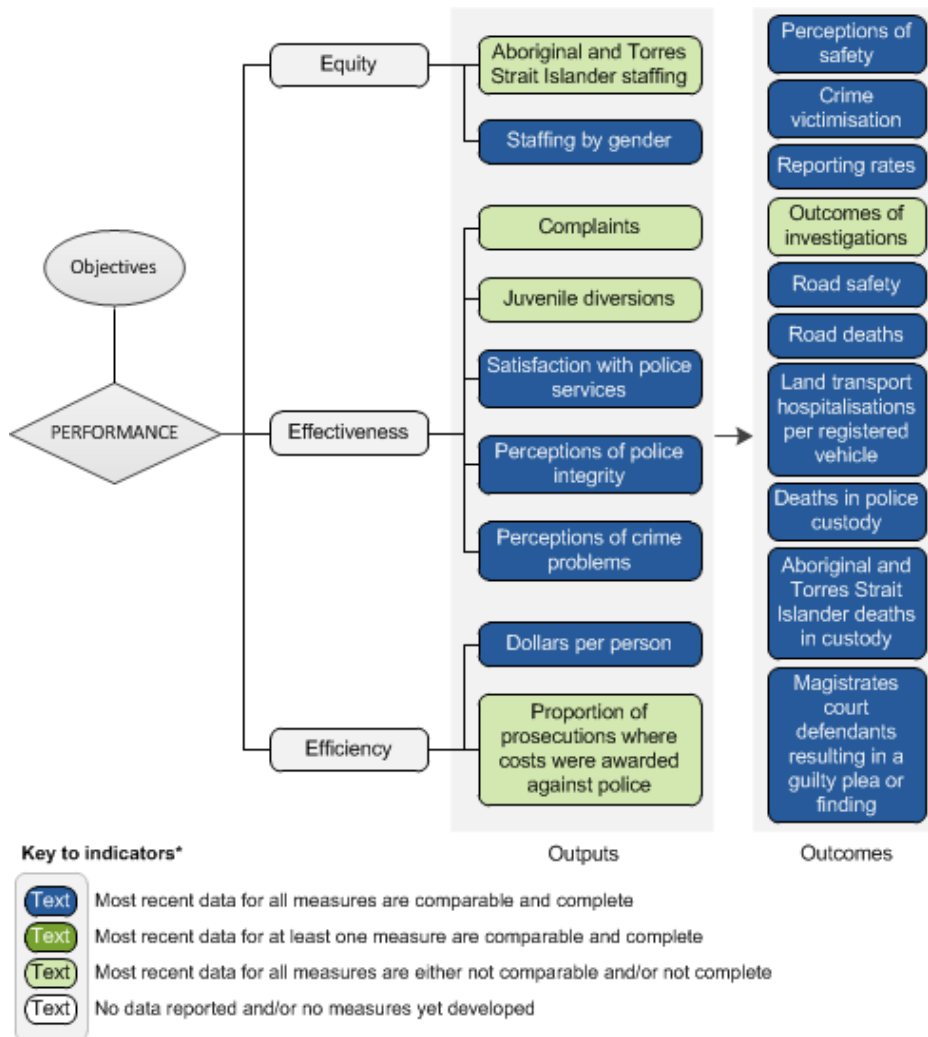 Objectives
PERFORMANCE
Equity
Aboriginal and Torres
Strait Islander staffing
Staffing by gender
Effectiveness
Complaints
Juvenile diversions
Satisfaction with police
services
Perceptions of police
integrity
Perceptions of crime
problems
Efficiency
Dollars per person
Proportion of
prosecutions where
costs were awarded
against police
Outputs
Perceptions of
safety
Crime
victimisation
Reporting rates
Outcomes of
investigations
Road safety
Road deaths
Land transport
hospitalisations
per registered
vehicle
Deaths in police
custody
Aboriginal and
Torres Strait
Islander deaths
in custody
Magistrates
court
defendants
resulting in a
guilty plea or
finding
Outcomes
Key to indicators*
Text Most recent data for all measures are comparable and complete
Text Most recent data for at least one measure are comparable and complete
Text Most recent data for all measures are either not comparable and/or not complete
Text No data reported and/or no measures yet developed